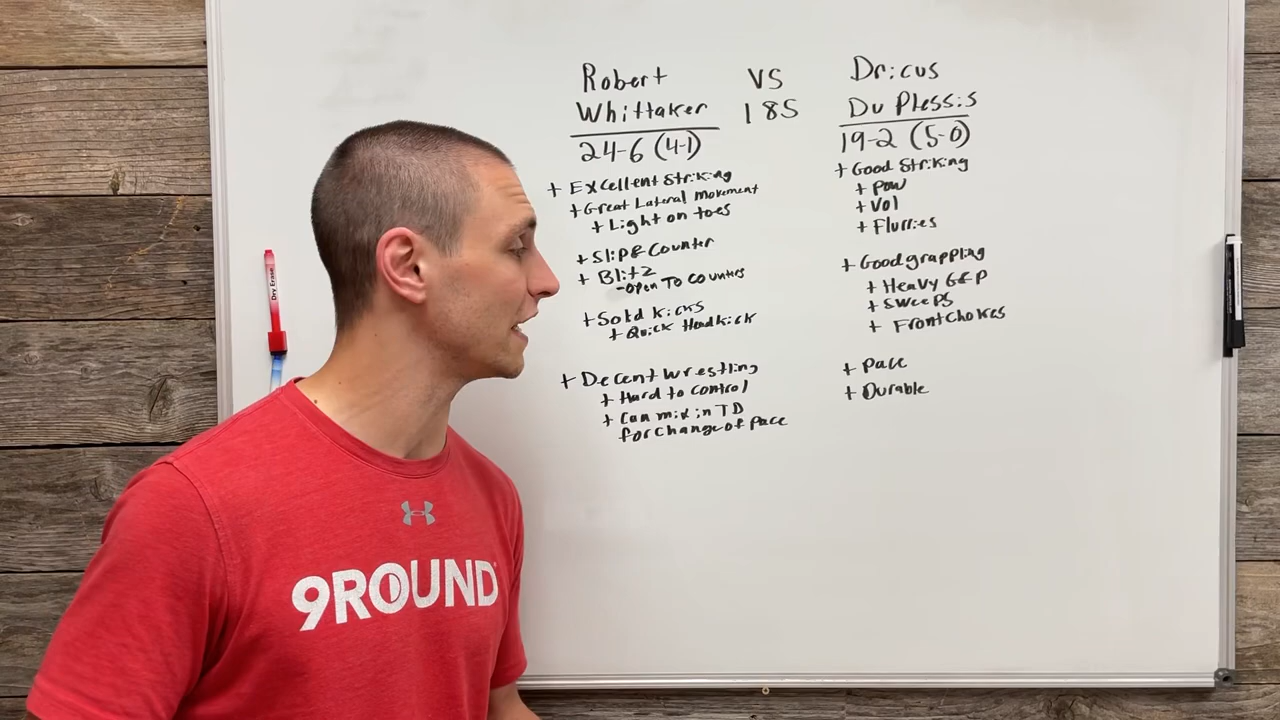 Robert
Whittaker
24-6 (4-1)
+ Excellent Striking
+ Great Lateral Movement
+ Light on toes
+ Slip & Counter
+ Blitz
- Open To Counters
+ Solid kicks
+ Quick Headkick
+ Decent Wrestling
+ Hard to control
+ Can mix in TD
for change of Pace
VS
185
Dricus
Du Plessis
19-2 (5-0)
+ Good Striking
+ Pow
+ Vol
+ Flurries
+ Good grappling
+ Heavy G&P
+ Sweeps
+ Front Chokes
+ Pace
+ Durable
Dry Erase
9ROUND